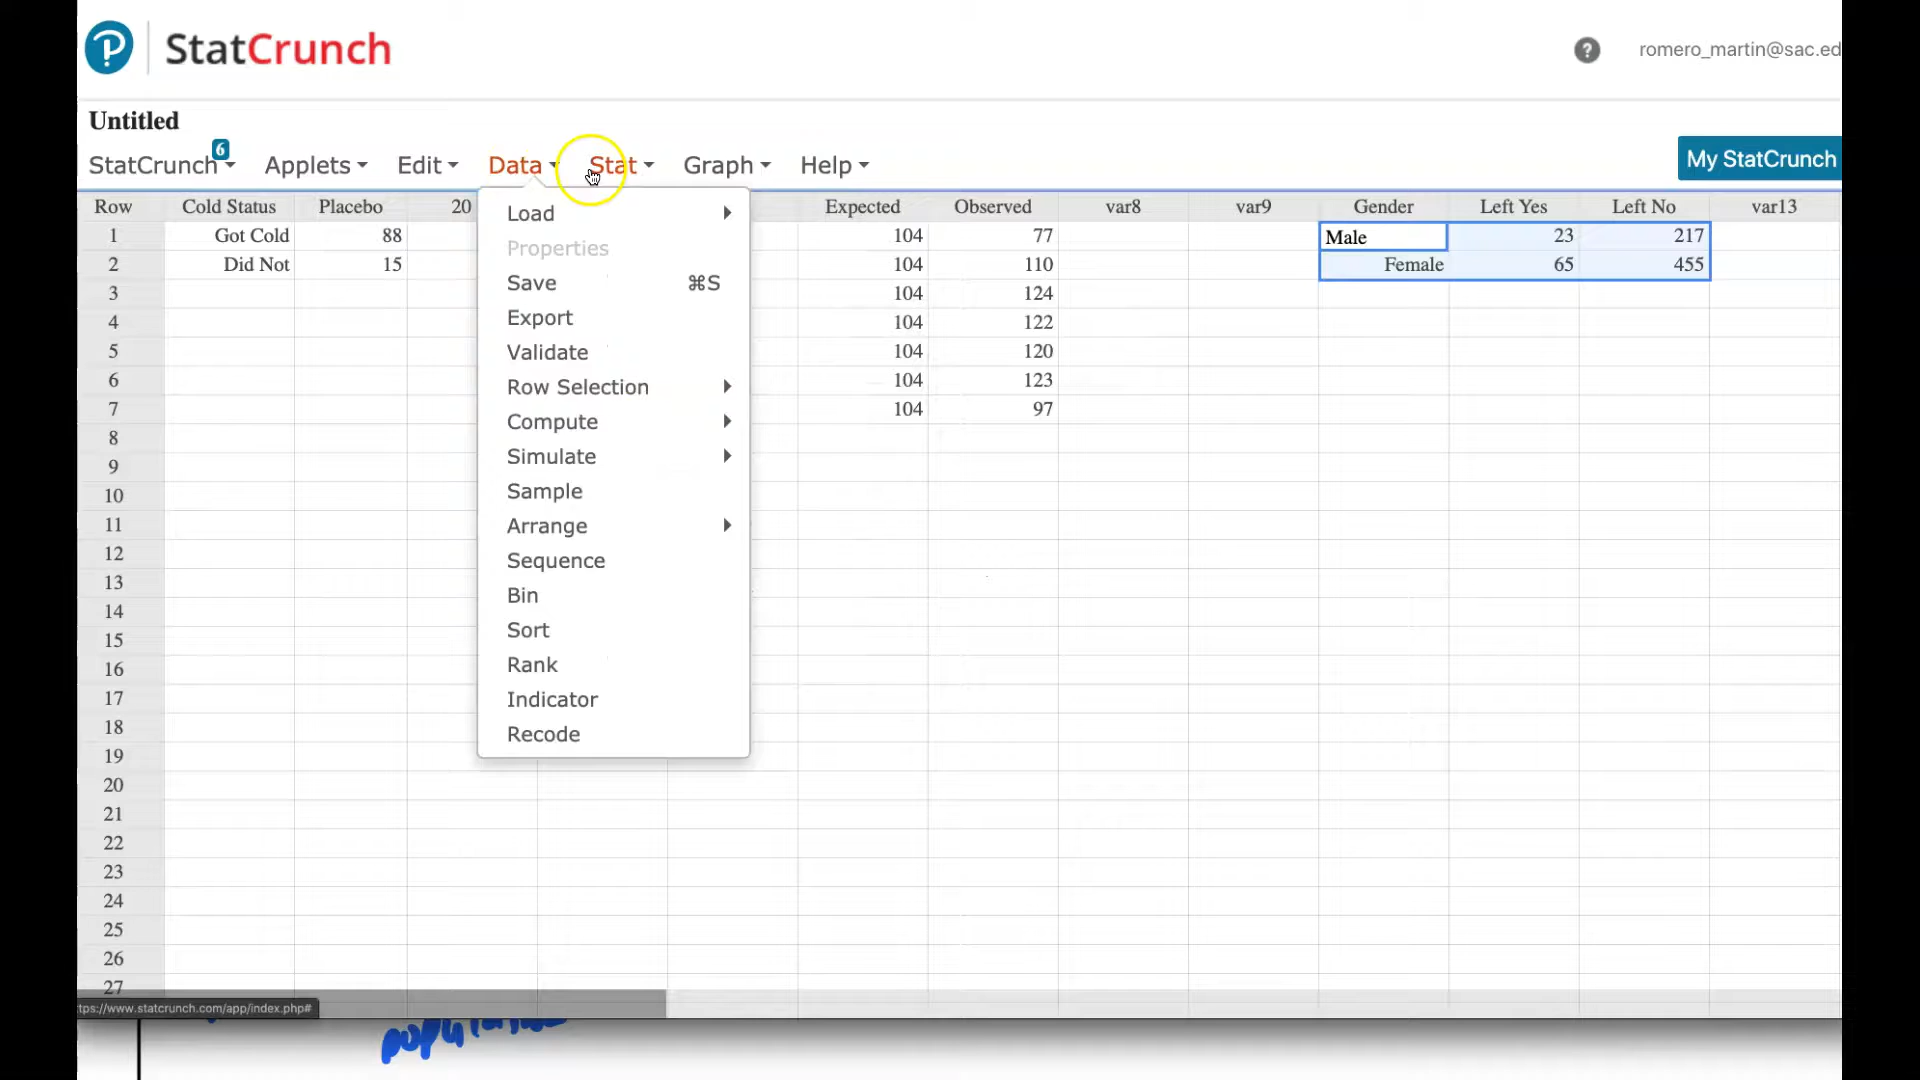 StatCrunch
? romero_martin@sac.ed
Untitled
StatCrunch 6 Applets Edit Data Stat Graph Help
My StatCrunch
Row Cold Status Placebo 20 Expected Observed var8 var9 Gender Left Yes Left No var13
1 Got Cold 88 104 77 Male 23 217
2 Did Not 15 104 110 Female 65 455
3 104 124
4 104 122
5 104 120
6 104 123
7 104 97
8
9
10
11
12
13
14
15
16
17
18
19
20
21
22
23
24
25
26
27
Load
Properties
Save ⌘S
Export
Validate
Row Selection
Compute
Simulate
Sample
Arrange
Sequence
Bin
Sort
Rank
Indicator
Recode
tps://www.statcrunch.com/app/index.php#